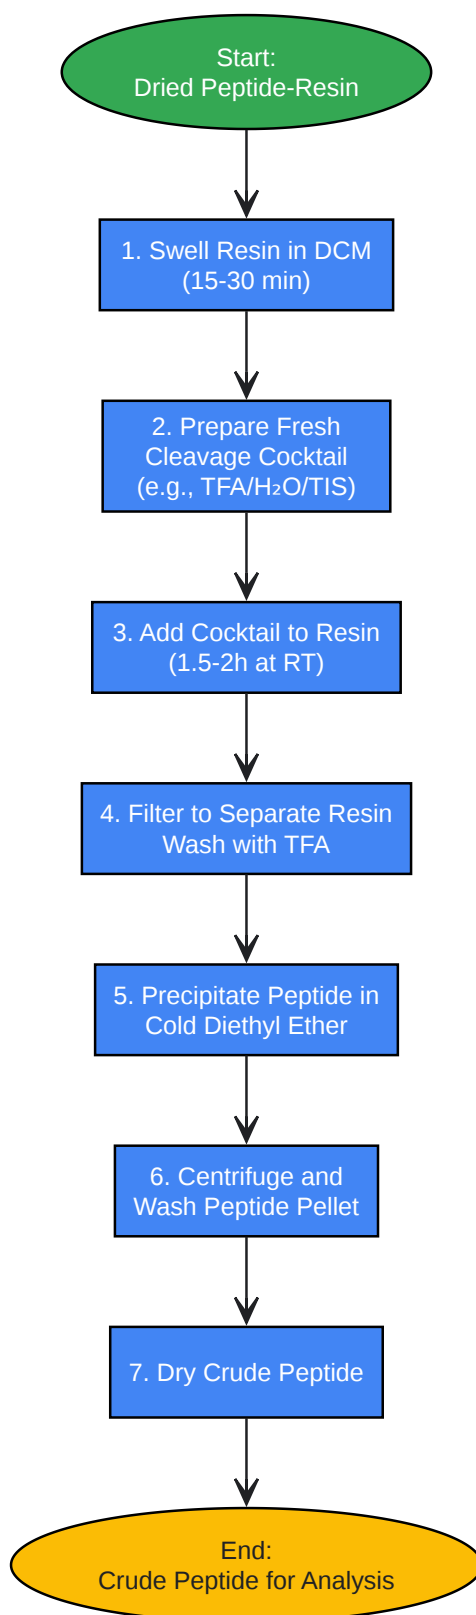 Start:
Dried Peptide-Resin
1. Swell Resin in DCM
(15-30 min)
2. Prepare Fresh
Cleavage Cocktail
(e.g., TFA/H₂O/TIS)
3. Add Cocktail to Resin
(1.5-2h at RT)
4. Filter to Separate Resin
Wash with TFA
5. Precipitate Peptide in
Cold Diethyl Ether
6. Centrifuge and
Wash Peptide Pellet
7. Dry Crude Peptide
End:
Crude Peptide for Analysis